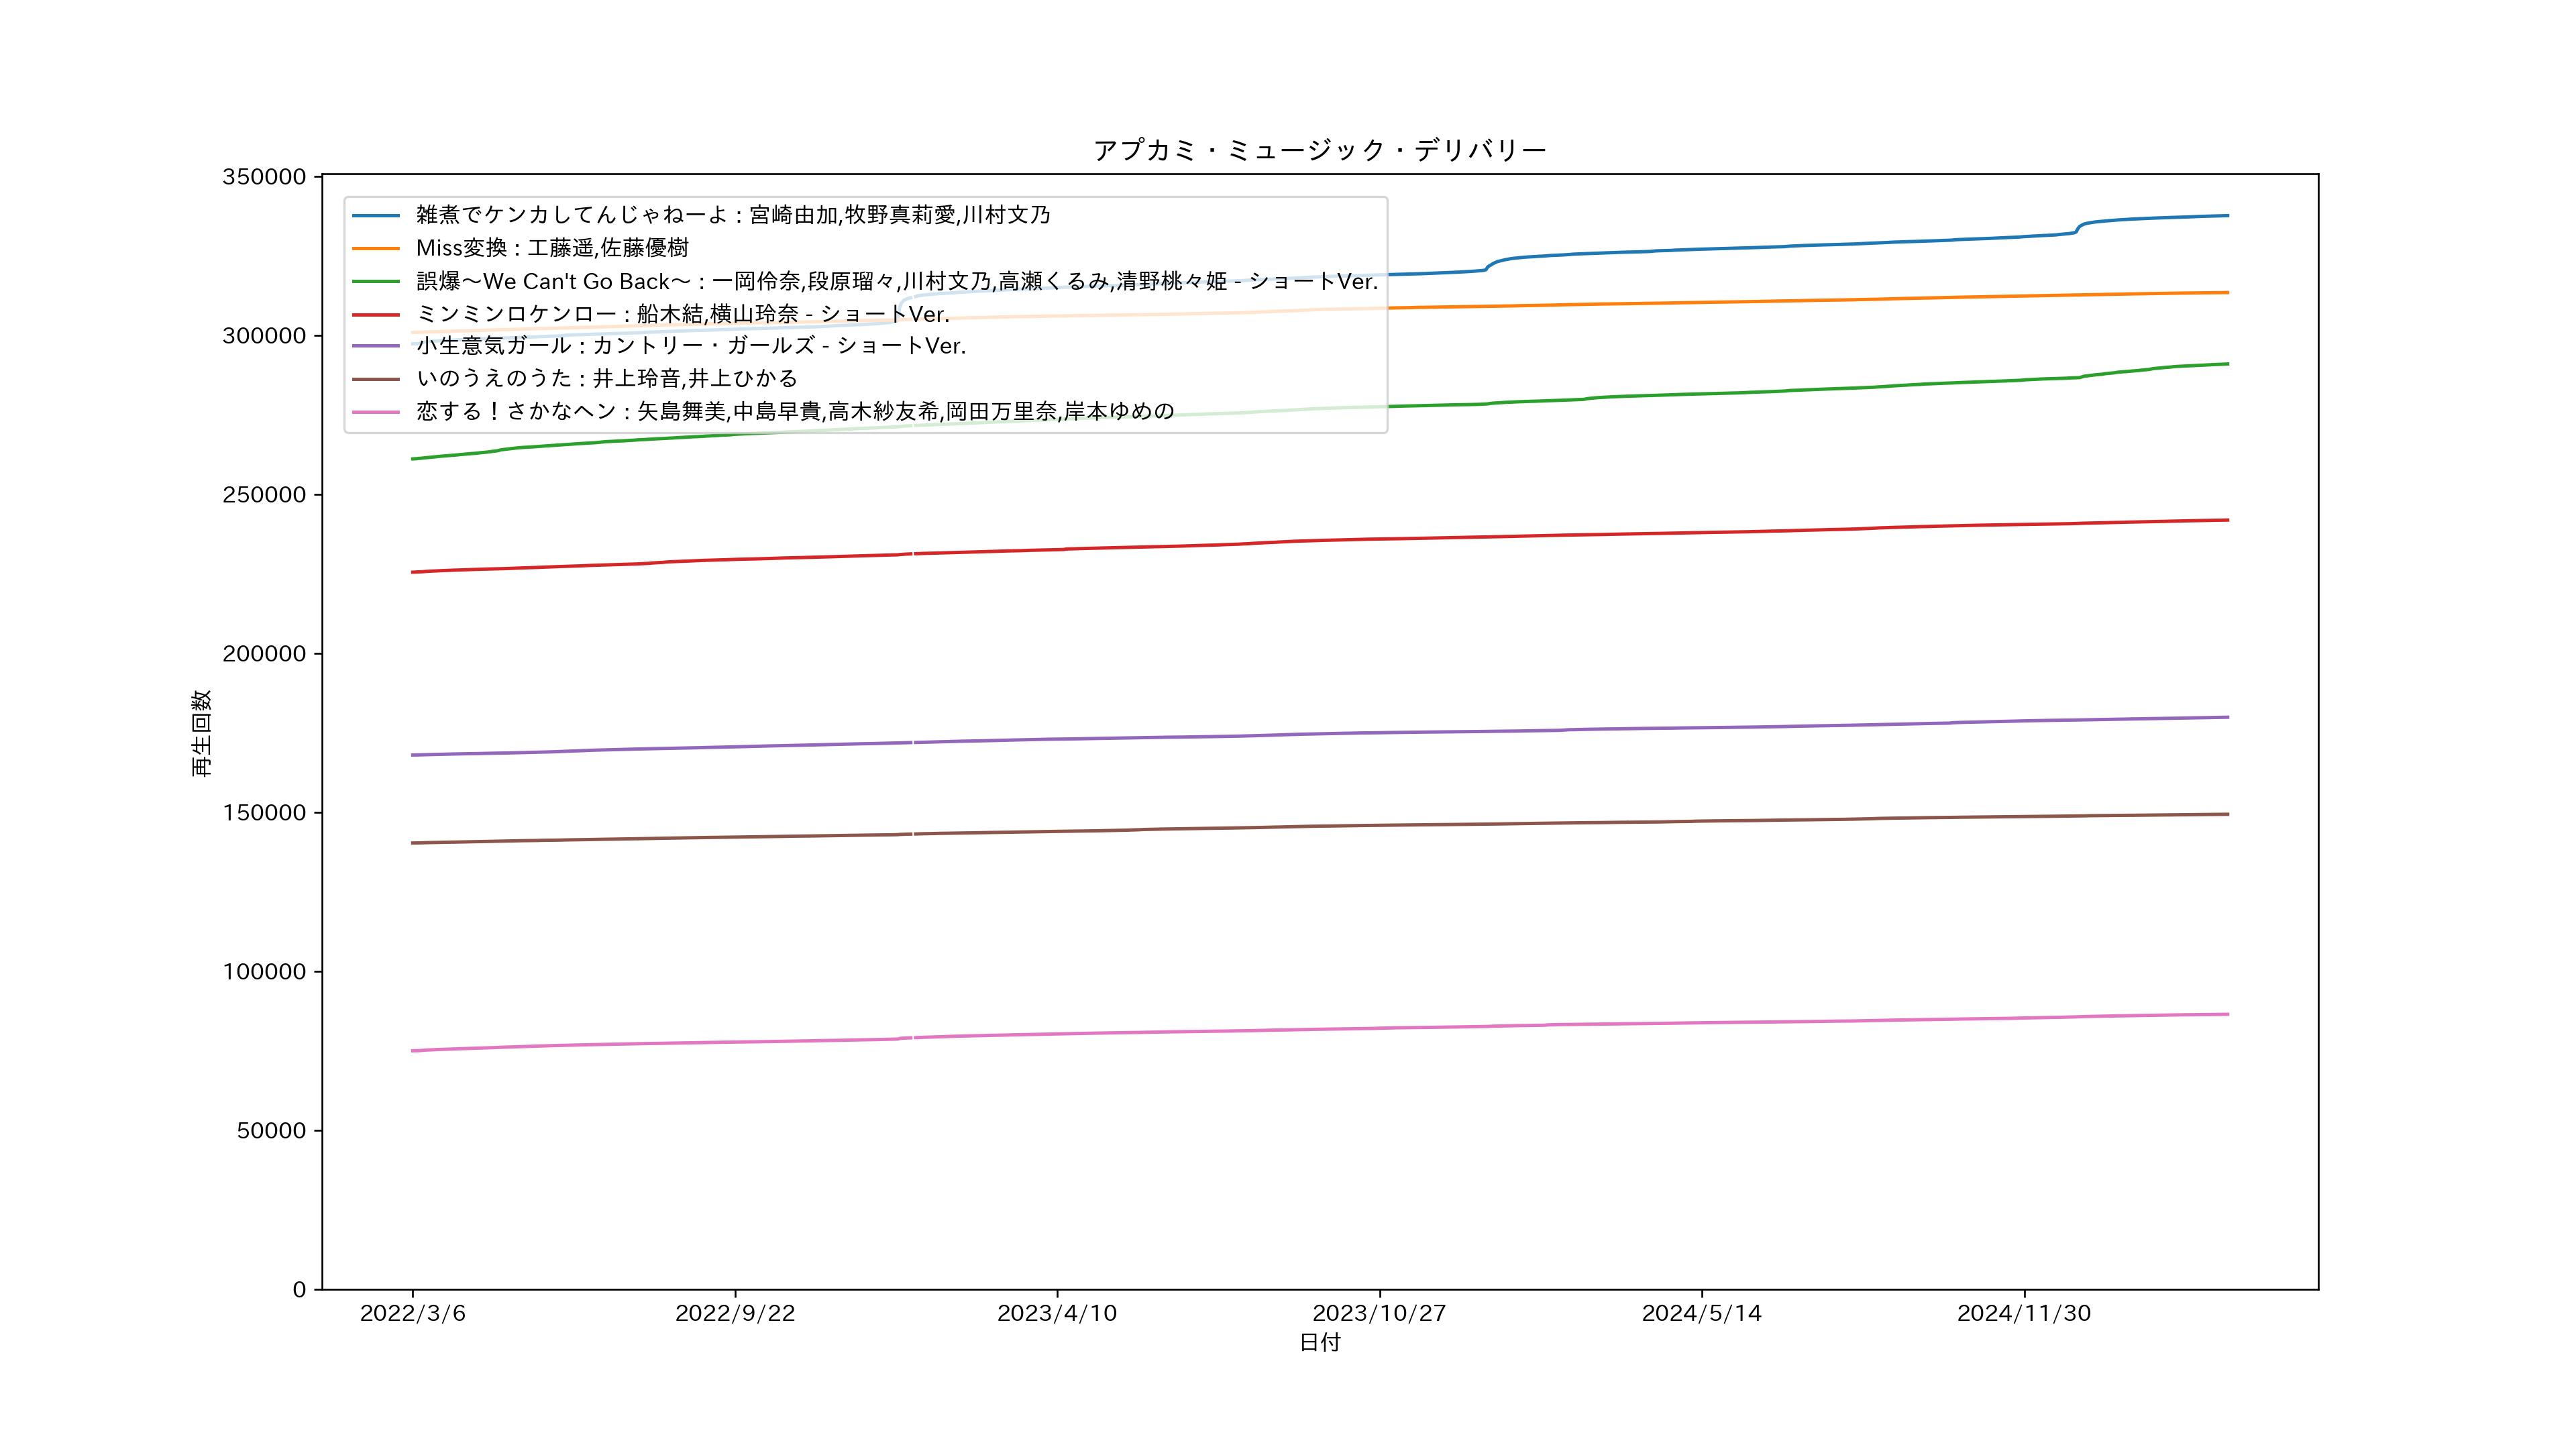 アプカミ・ミュージック・デリバリー
350000
300000
250000
200000
150000
100000
50000
0
再生回数
雑煮でケンカしてんじゃねーよ : 宮崎由加,牧野真莉愛,川村文乃
Miss変換 : 工藤遥,佐藤優樹
誤爆～We Can't Go Back～ : 一岡伶奈,段原瑠々,川村文乃,高瀬くるみ,清野桃々姫 - ショートVer.
ミンミンロケンロー : 船木結,横山玲奈 - ショートVer.
小生意気ガール : カントリー・ガールズ - ショートVer.
いのうえのうた : 井上玲音,井上ひかる
恋する！さかなヘン : 矢島舞美,中島早貴,高木紗友希,岡田万里奈,岸本ゆめの
2022/3/6 2022/9/22 2023/4/10 2023/10/27 2024/5/14 2024/11/30
日付